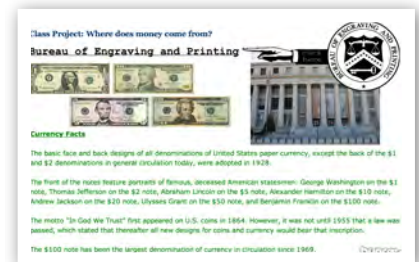 Class Project: Where does money come from?
Bureau of Engraving and Printing
BUREAU OF ENGRAVING AND PRINTING
Currency Facts
The basic face and back designs of all denominations of United States paper currency, except the back of the $1
and $2 denominations in general circulation today, were adopted in 1928.
The front of the notes feature portraits of famous, deceased American statesmen: George Washington on the $1
note, Thomas Jefferson on the $2 note, Abraham Lincoln on the $5 note, Alexander Hamilton on the $10 note,
Andrew Jackson on the $20 note, Ulysses Grant on the $50 note, and Benjamin Franklin on the $100 note.
The motto "In God We Trust" first appeared on U.S. coins in 1864. However, it was not until 1955 that a law was
passed, which stated that thereafter all new designs for coins and currency would bear that inscription.
The $100 note has been the largest denomination of currency in circulation since 1969.